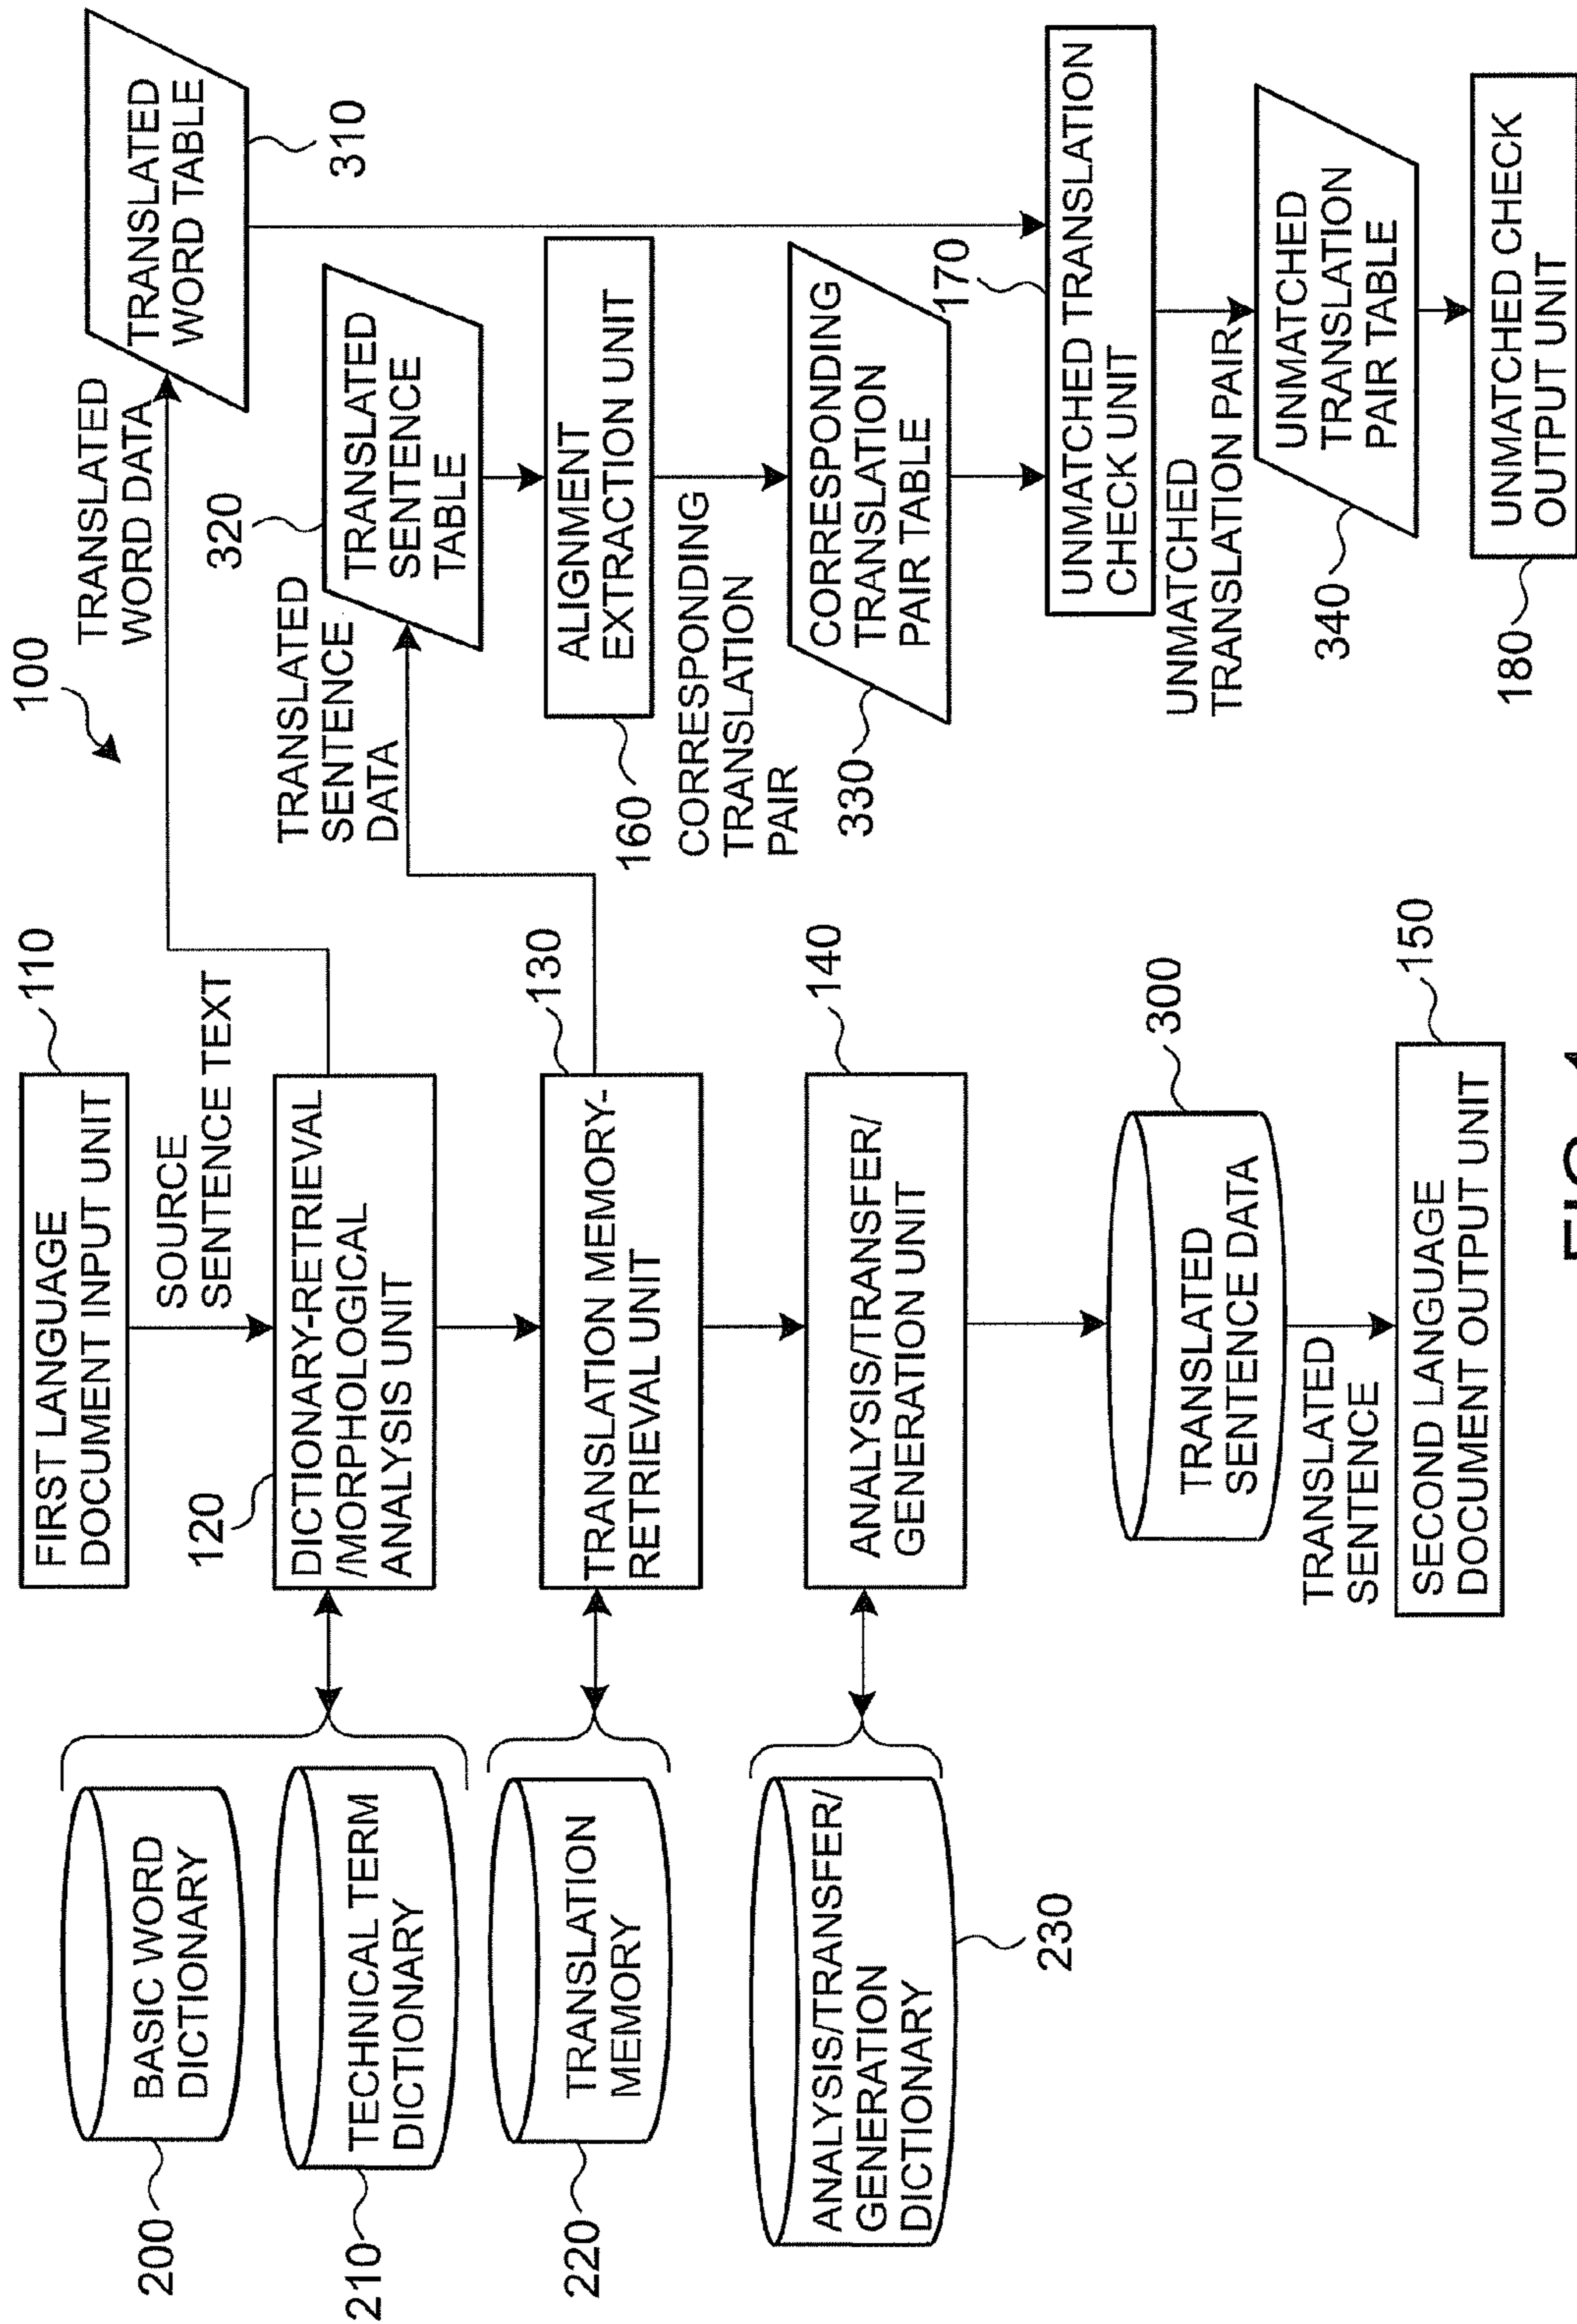 100
FIRST LANGUAGE
DOCUMENT INPUT UNIT
110
SOURCE
SENTENCE TEXT
BASIC WORD
DICTIONARY
200
TECHNICAL TERM
DICTIONARY
210
120
DICTIONARY-RETRIEVAL
/MORPHOLOGICAL
ANALYSIS UNIT
TRANSLATED
WORD DATA
TRANSLATED
WORD TABLE
310
TRANSLATION
MEMORY
220
TRANSLATION MEMORY-
RETRIEVAL UNIT
130
TRANSLATED
SENTENCE
DATA
320
TRANSLATED
SENTENCE
TABLE
ALIGNMENT
EXTRACTION UNIT
160
CORRESPONDING
TRANSLATION
PAIR
ANALYSIS/TRANSFER/
GENERATION
DICTIONARY
230
ANALYSIS/TRANSFER/
GENERATION UNIT
140
CORRESPONDING
TRANSLATION
PAIR TABLE
330
170
UNMATCHED TRANSLATION
CHECK UNIT
UNMATCHED
TRANSLATION PAIR
TRANSLATED
SENTENCE DATA
300
UNMATCHED
TRANSLATION
PAIR TABLE
340
TRANSLATED
SENTENCE
SECOND LANGUAGE
DOCUMENT OUTPUT UNIT
150
UNMATCHED CHECK
OUTPUT UNIT
180